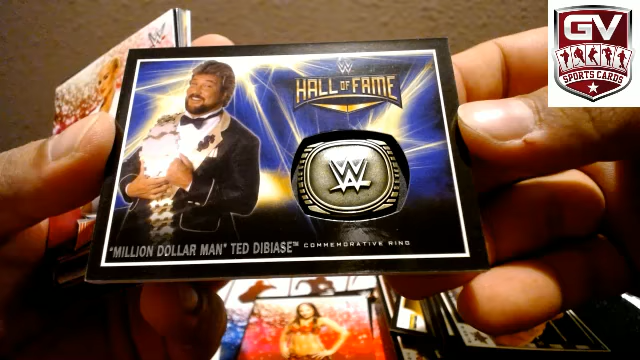 GV
SPORTS CARDS
W
HALL OF FAME
W
"MILLION DOLLAR MAN" TED DIBIASE™ COMMEMORATIVE RING